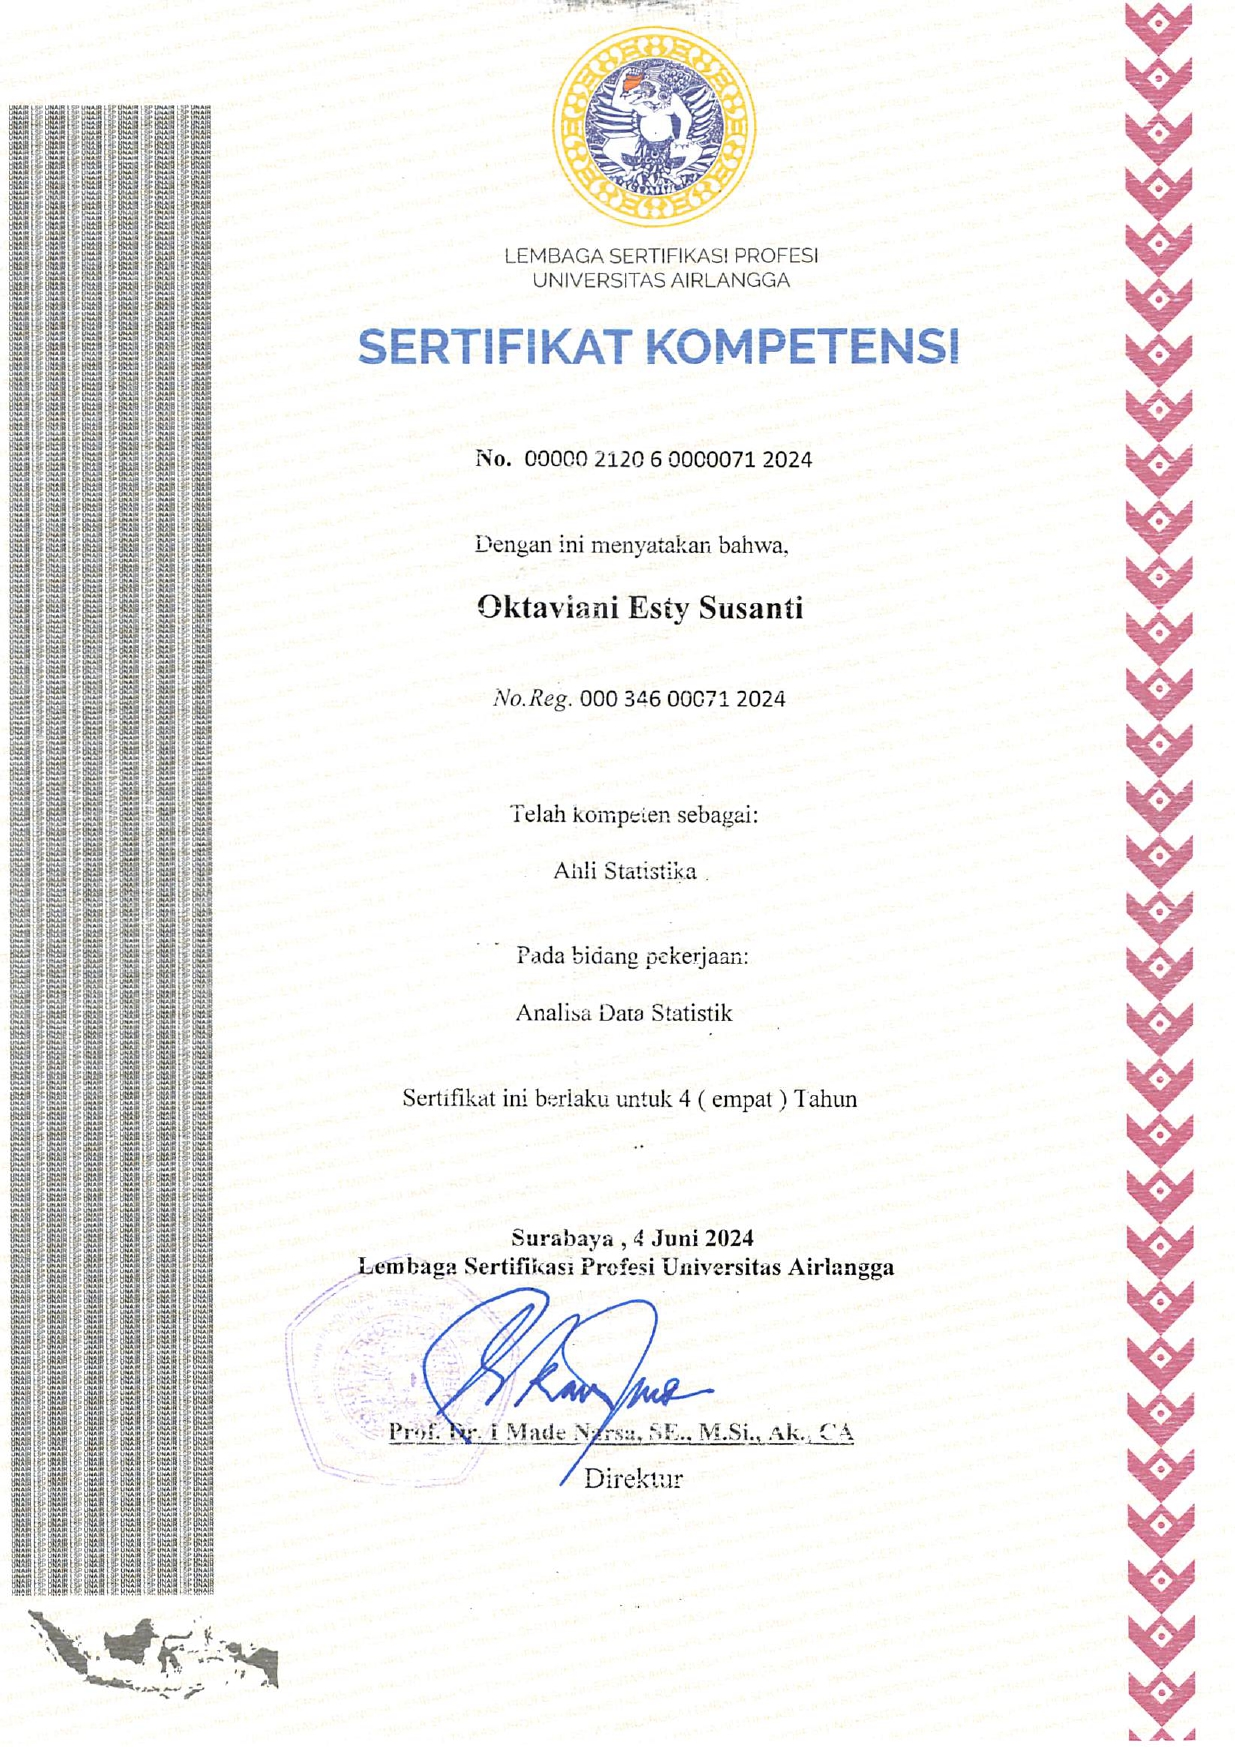 LEMBAGA SERTIFIKASI PROFESI
UNIVERSITAS AIRLANGGA
SERTIFIKAT KOMPETENSI
No. 00000 2120 6 0000071 2024
Dengan ini menyatakan bahwa,
Oktaviani Esty Susanti
No.Reg. 000 346 00071 2024
Telah kompeten sebagai:
Ahli Statistika
Pada bidang pekerjaan:
Analisa Data Statistik
Sertifikat ini berlaku untuk 4 ( empat ) Tahun
Surabaya , 4 Juni 2024
Lembaga Sertifikasi Profesi Universitas Airlangga
Prof. Dr. I Made Narsa, SE., M.Si., Ak., CA
Direktur